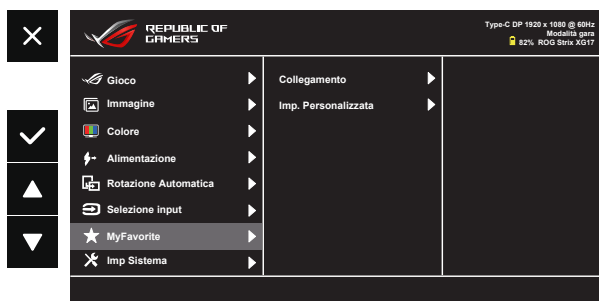 REPUBLIC OF
GAMERS
Type-C DP 1920 x 1080 @ 60Hz
Modalità gara
82% ROG Strix XG17
Gioco
Immagine
Colore
Alimentazione
Rotazione Automatica
Selezione input
MyFavorite
Imp Sistema
Collegamento
Imp. Personalizzata